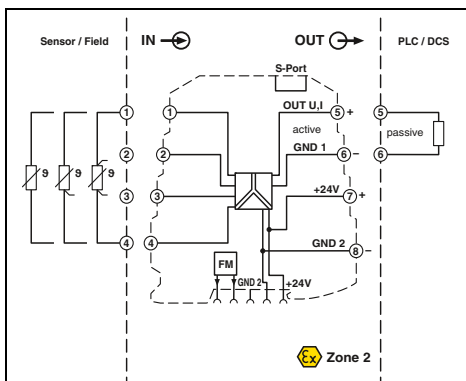 Sensor / Field
IN
OUT
PLC / DCS
S-Port
1
1
OUT U,I
5
+
5
active
passive
2
2
GND 1
6
−
6
ϑ
ϑ
ϑ
3
3
+24V
7
+
4
4
GND 2
8
−
FM
GND 2
+24V
Ex
Zone 2